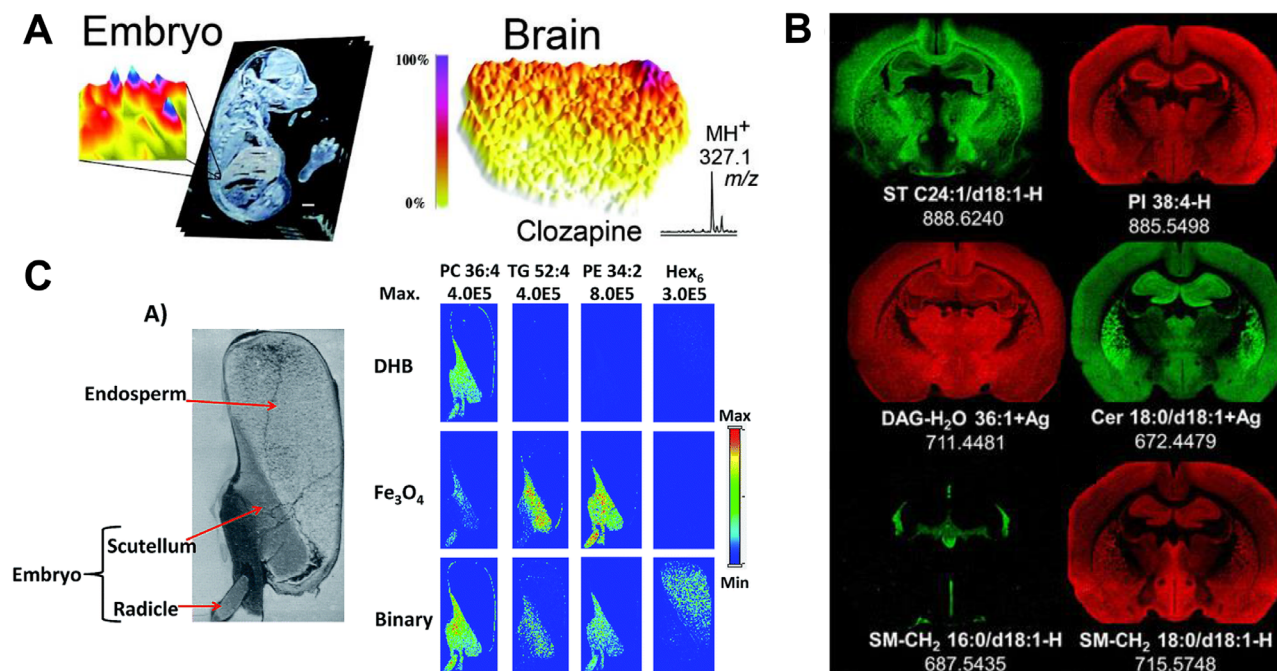 A
Embryo
Brain
100%
0%
MH+
327.1
m/z
Clozapine
B
ST C24:1/d18:1-H
888.6240
PI 38:4-H
885.5498
DAG-H₂O 36:1+Ag
711.4481
Cer 18:0/d18:1+Ag
672.4479
SM-CH₂ 16:0/d18:1-H
687.5435
SM-CH₂ 18:0/d18:1-H
715.5748
C
A)
Endosperm
Scutellum
Embryo
Radicle
PC 36:4 TG 52:4 PE 34:2 Hex₆
Max. 4.0E5 4.0E5 8.0E5 3.0E5
DHB
Fe₃O₄
Binary
Max
Min